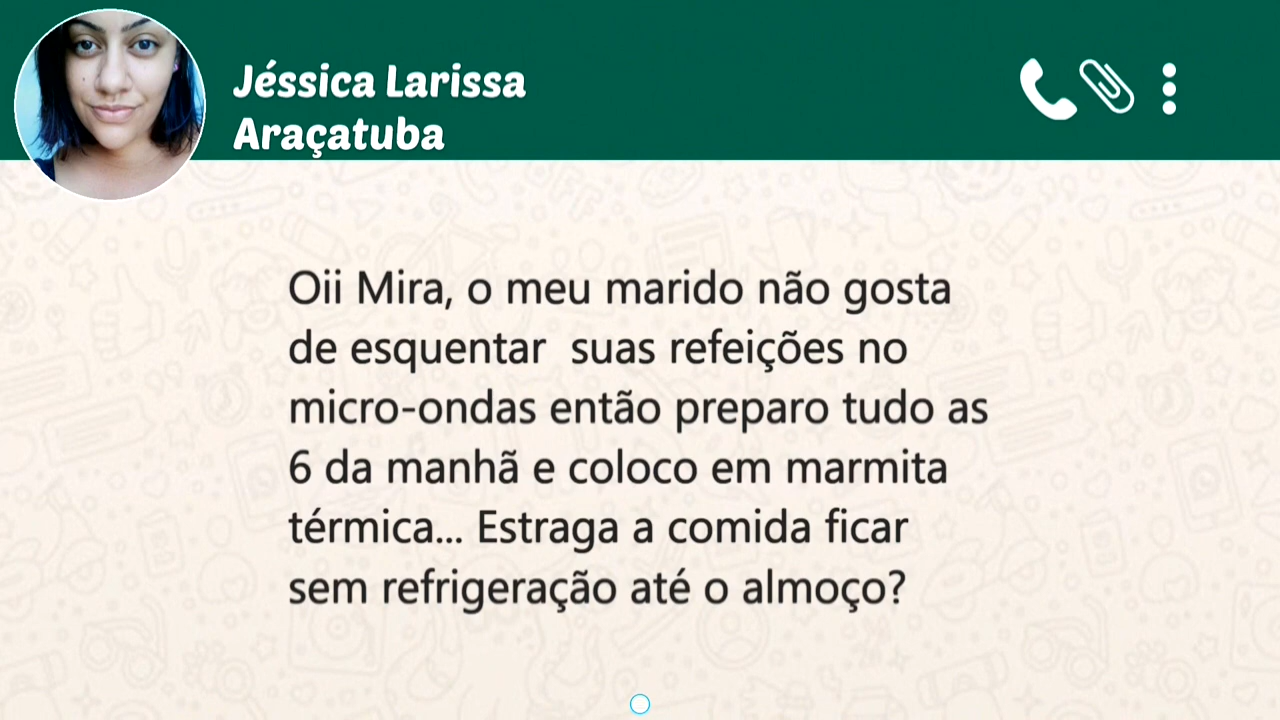 Jéssica Larissa
Araçatuba
Oii Mira, o meu marido não gosta
de esquentar  suas refeições no
micro-ondas então preparo tudo as
6 da manhã e coloco em marmita
térmica... Estraga a comida ficar
sem refrigeração até o almoço?